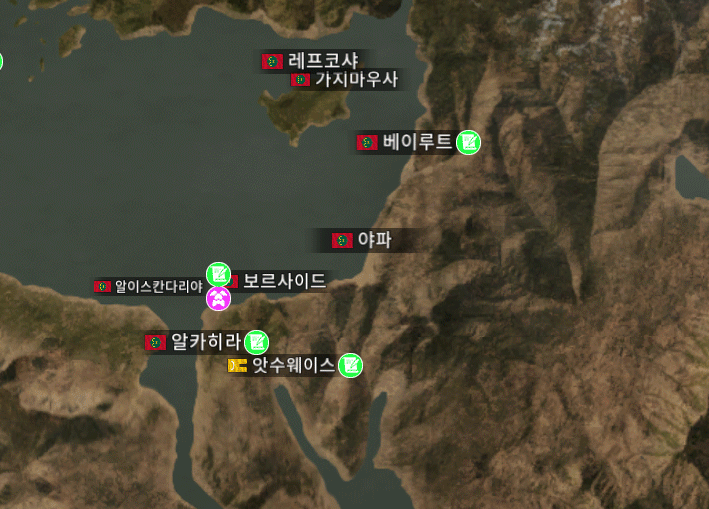 레프코샤
가지마우사
베이루트
야파
보르사이드
알이스칸다리야
알카히라
앗수웨이스